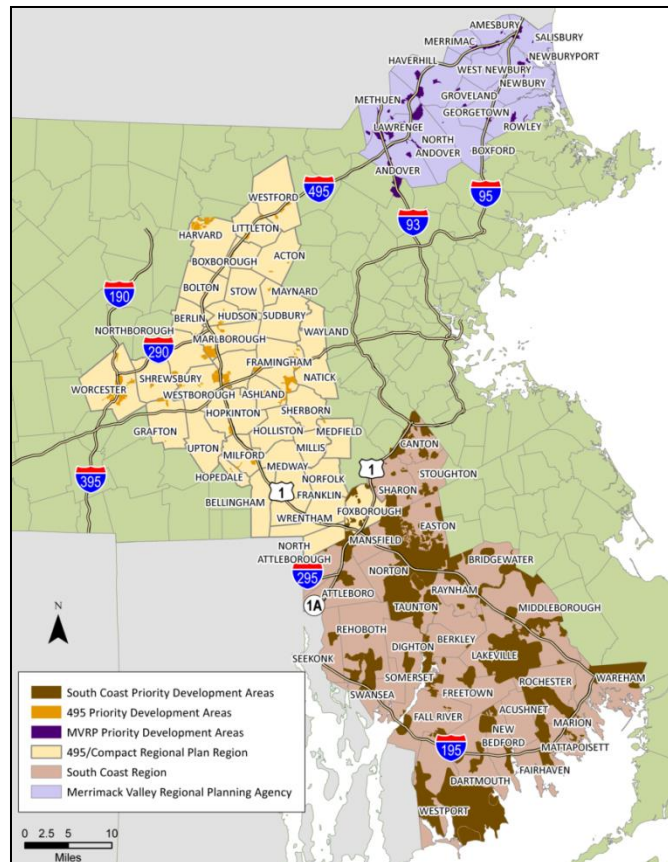 AMESBURY
MERRIMAC
SALISBURY
HAVERHILL
NEWBURYPORT
WEST NEWBURY
NEWBURY
METHUEN
GROVELAND
GEORGETOWN
LAWRENCE
ROWLEY
NORTH
ANDOVER
BOXFORD
ANDOVER
WESTFORD
495
95
93
LITTLETON
HARVARD
BOXBOROUGH
ACTON
BOLTON
STOW
MAYNARD
190
BERLIN
HUDSON
SUDBURY
NORTHBOROUGH
WAYLAND
MARLBOROUGH
290
FRAMINGHAM
SHREWSBURY
NATICK
WORCESTER
WESTBOROUGH
ASHLAND
HOPKINTON
SHERBORN
GRAFTON
HOLLISTON
MEDFIELD
UPTON
MILLIS
CANTON
MILFORD
1
395
HOPEDALE
MEDWAY
STOUGHTON
NORFOLK
SHARON
1
BELLINGHAM
FRANKLIN
FOXBOROUGH
WRENTHAM
EASTON
MANSFIELD
NORTH
ATTLEBOROUGH
BRIDGEWATER
295
NORTON
RAYNHAM
ATTLEBORO
1A
TAUNTON
MIDDLEBOROUGH
N
REHOBOTH
BERKLEY
DIGHTON
LAKEVILLE
SEEKONK
SOMERSET
ROCHESTER
WAREHAM
SWANSEA
FREETOWN
ACUSHNET
MARION
FALL RIVER
NEW
BEDFORD
195
MATTAPOISETT
FAIRHAVEN
DARTMOUTH
WESTPORT
South Coast Priority Development Areas
495 Priority Development Areas
MVRP Priority Development Areas
495/Compact Regional Plan Region
South Coast Region
Merrimack Valley Regional Planning Agency
0 2.5 5 10
Miles